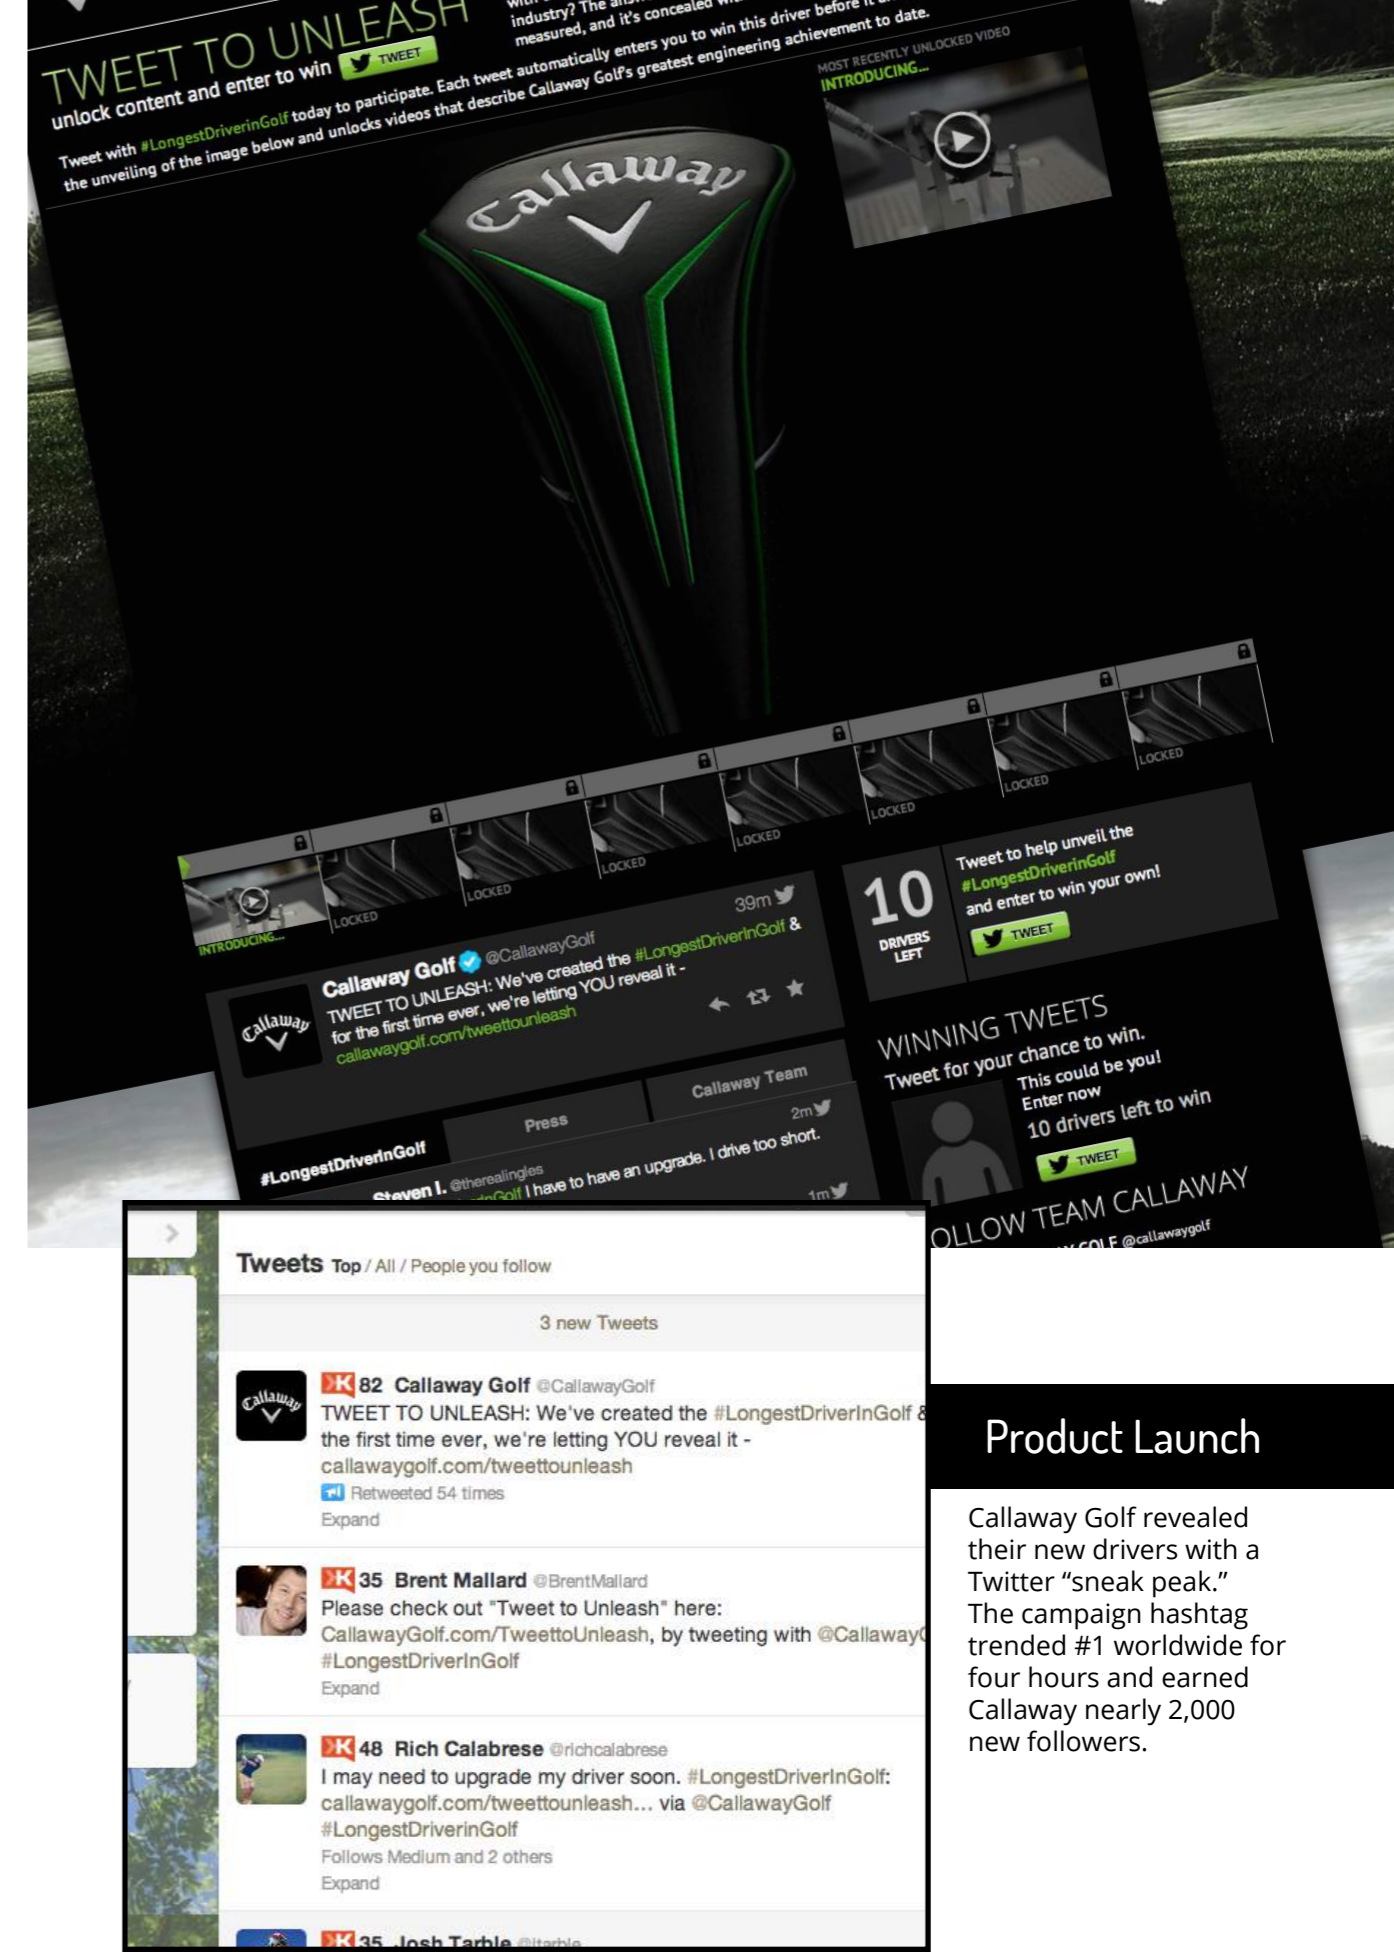 TWEET TO UNLEASH
unlock content and enter to win
TWEET
industry? The
measured, and it's concealed
Tweet with #LongestDriverinGolf today to participate. Each tweet automatically enters you to win this driver before it
the unveiling of the image below and unlocks videos that describe Callaway Golf's greatest engineering achievement to date.
MOST RECENTLY UNLOCKED VIDEO
INTRODUCING...
Callaway
INTRODUCING...
LOCKED
LOCKED
LOCKED
LOCKED
LOCKED
LOCKED
LOCKED
Callaway
Callaway Golf @CallawayGolf
39m
TWEET TO UNLEASH: We've created the #LongestDriverInGolf &
for the first time ever, we're letting YOU reveal it -
callawaygolf.com/tweettounleash
10
DRIVERS
LEFT
Tweet to help unveil the
#LongestDriverinGolf
and enter to win your own!
TWEET
#LongestDriverInGolf
Press
Callaway Team
Steven I. @therealingles
2m
I have to have an upgrade. I drive too short.
1m
WINNING TWEETS
Tweet for your chance to win.
This could be you!
Enter now
10 drivers left to win
TWEET
OLLOW TEAM CALLAWAY
GOLF @callawaygolf
Tweets Top / All / People you follow
3 new Tweets
Callaway
K 82 Callaway Golf @CallawayGolf
TWEET TO UNLEASH: We've created the #LongestDriverInGolf &
the first time ever, we're letting YOU reveal it -
callawaygolf.com/tweettounleash
Retweeted 54 times
Expand
K 35 Brent Mallard @BrentMallard
Please check out "Tweet to Unleash" here:
CallawayGolf.com/TweettoUnleash, by tweeting with @Callaway
#LongestDriverInGolf
Expand
K 48 Rich Calabrese @richcalabrese
I may need to upgrade my driver soon. #LongestDriverInGolf:
callawaygolf.com/tweettounleash... via @CallawayGolf
#LongestDriverinGolf
Follows Medium and 2 others
Expand
K 35 Josh Tarble @jtarble
Product Launch
Callaway Golf revealed
their new drivers with a
Twitter “sneak peak.”
The campaign hashtag
trended #1 worldwide for
four hours and earned
Callaway nearly 2,000
new followers.